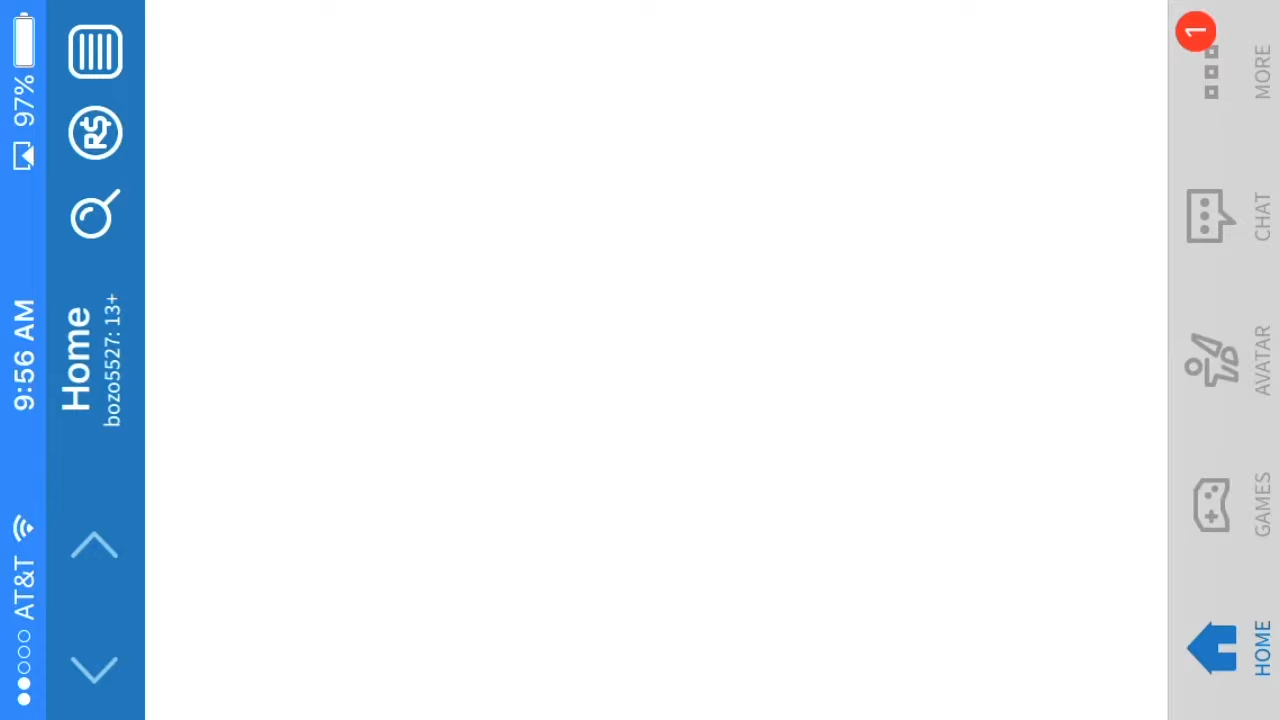 AT&T 9:56 AM 97%
Home
bozo5527: 13+
R$
1
HOME GAMES AVATAR CHAT MORE